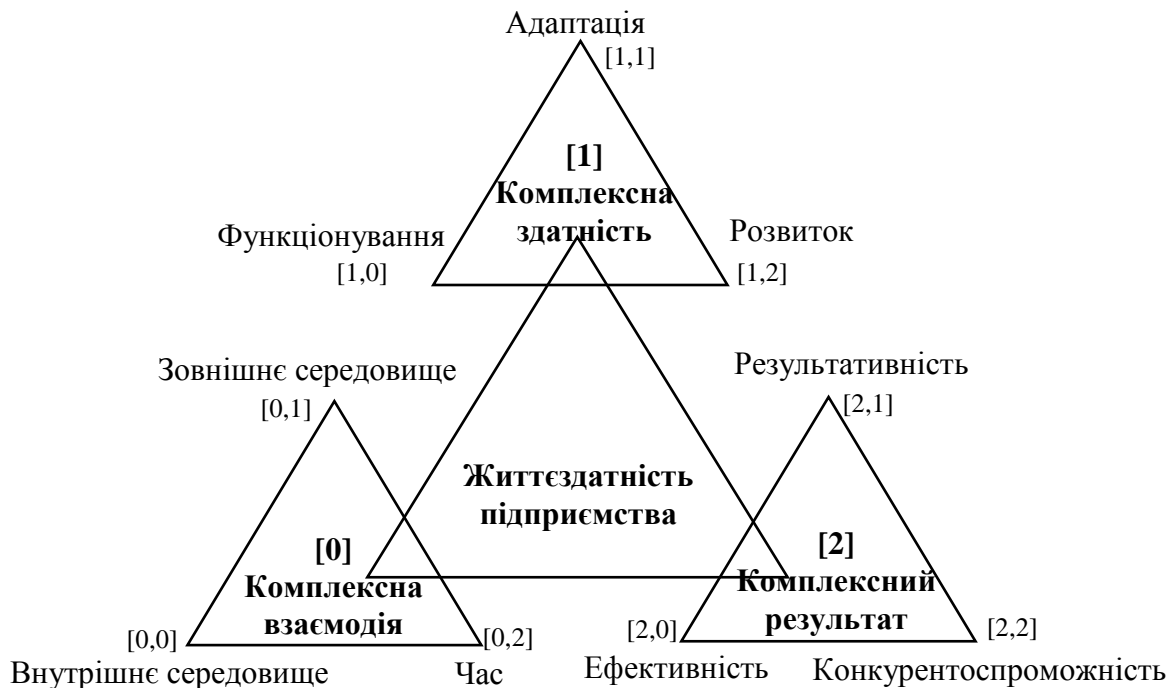 Адаптація
[1,1]
[1]
Комплексна
здатність
Функціонування
[1,0]
Розвиток
[1,2]
Зовнішнє середовище
[0,1]
Результативність
[2,1]
Життєздатність
підприємства
[0]
Комплексна
взаємодія
[2]
Комплексний
результат
[0,0]
[0,2]
[2,0]
[2,2]
Внутрішнє середовище
Час
Ефективність
Конкурентоспроможність